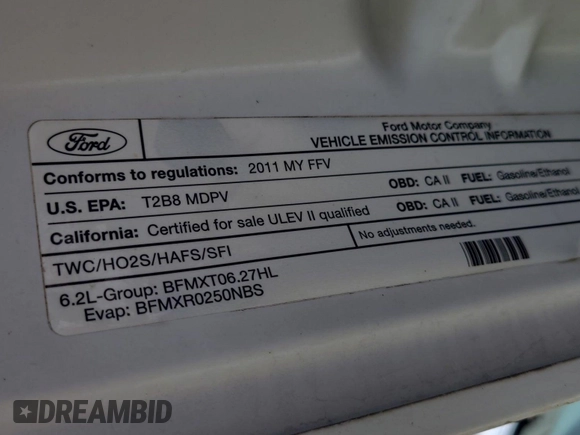 Ford
Ford Motor Company
VEHICLE EMISSION CONTROL INFORMATION
Conforms to regulations: 2011 MY FFV
U.S. EPA: T2B8 MDPV OBD: CA II FUEL: Gasoline/Ethanol
California: Certified for sale ULEV II qualified OBD: CA II FUEL: Gasoline/Ethanol
TWC/HO2S/HAFS/SFI No adjustments needed.
6.2L-Group: BFMXT06.27HL
Evap: BFMXR0250NBS
DREAMBID